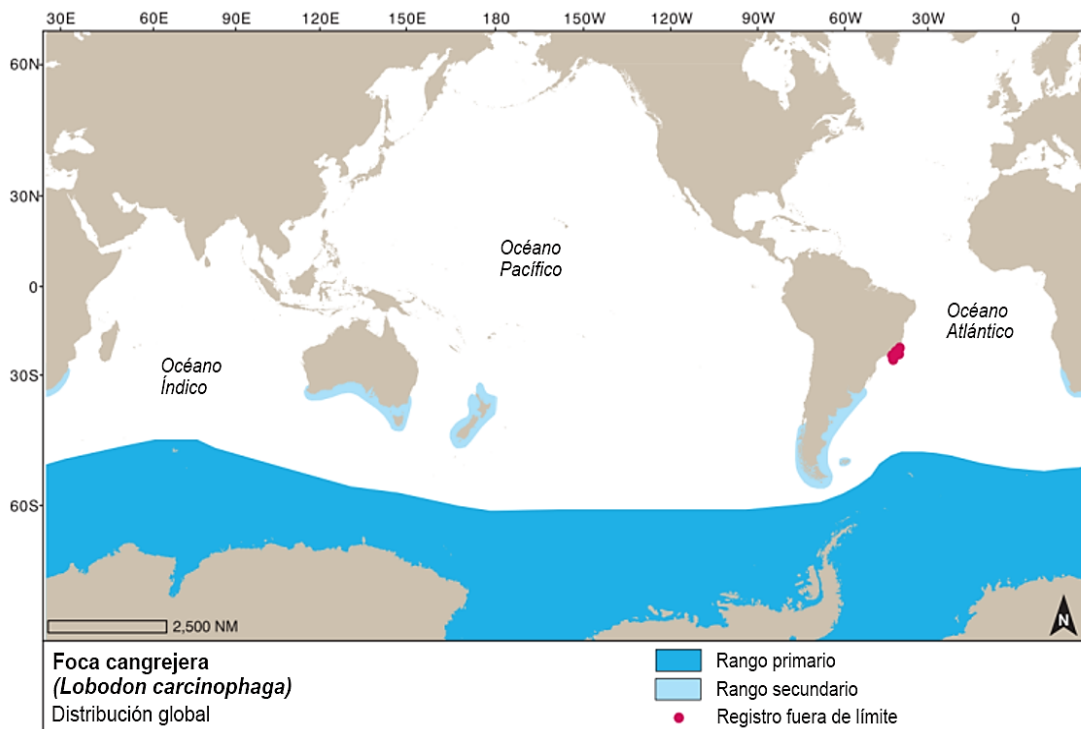 30E 60E 90E 120E 150E 180 150W 120W 90W 60W 30W 0
60N
30N
0
30S
60S
Océano
Pacífico
Océano
Atlántico
Océano
Índico
2,500 NM
N
Foca cangrejera
(Lobodon carcinophaga)
Distribución global
Rango primario
Rango secundario
Registro fuera de límite